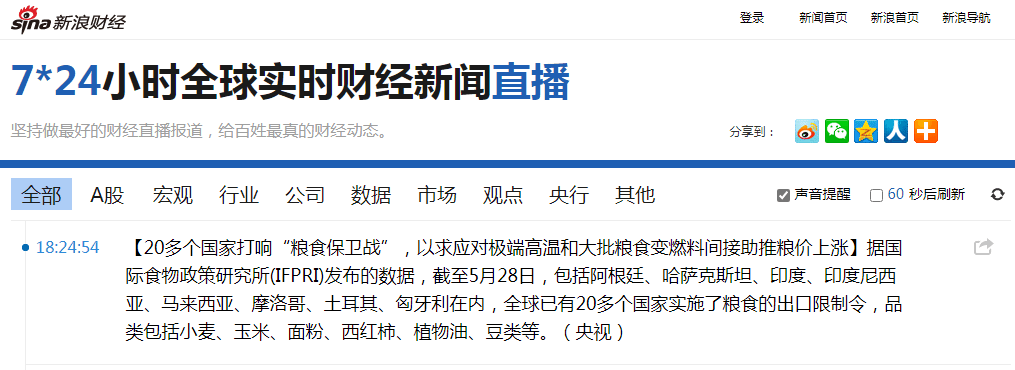 sina新浪财经
登录 新闻首页 新浪首页 新浪导航
7*24小时全球实时财经新闻直播
坚持做最好的财经直播报道，给百姓最真的财经动态。
分享到：
全部 A股 宏观 行业 公司 数据 市场 观点 央行 其他
声音提醒 60 秒后刷新
18:24:54
【20多个国家打响“粮食保卫战”，以求应对极端高温和大批粮食变燃料间接助推粮价上涨】据国
际食物政策研究所(IFPRI)发布的数据，截至5月28日，包括阿根廷、哈萨克斯坦、印度、印度尼西
亚、马来西亚、摩洛哥、土耳其、匈牙利在内，全球已有20多个国家实施了粮食的出口限制令，品
类包括小麦、玉米、面粉、西红柿、植物油、豆类等。（央视）